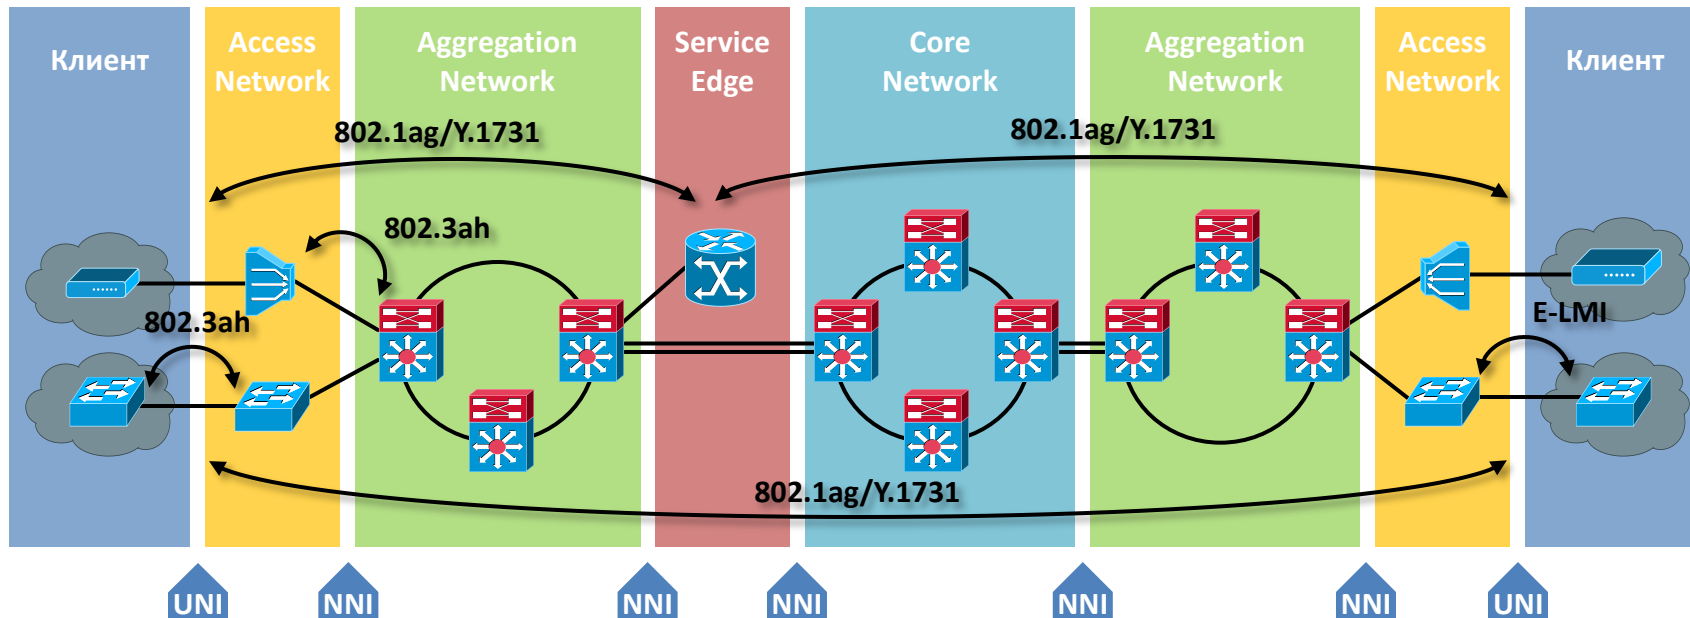 Клиент
Access
Network
Aggregation
Network
Service
Edge
Core
Network
Aggregation
Network
Access
Network
Клиент
802.1ag/Y.1731
802.1ag/Y.1731
802.3ah
802.3ah
E-LMI
802.1ag/Y.1731
UNI
NNI
NNI
NNI
NNI
NNI
UNI